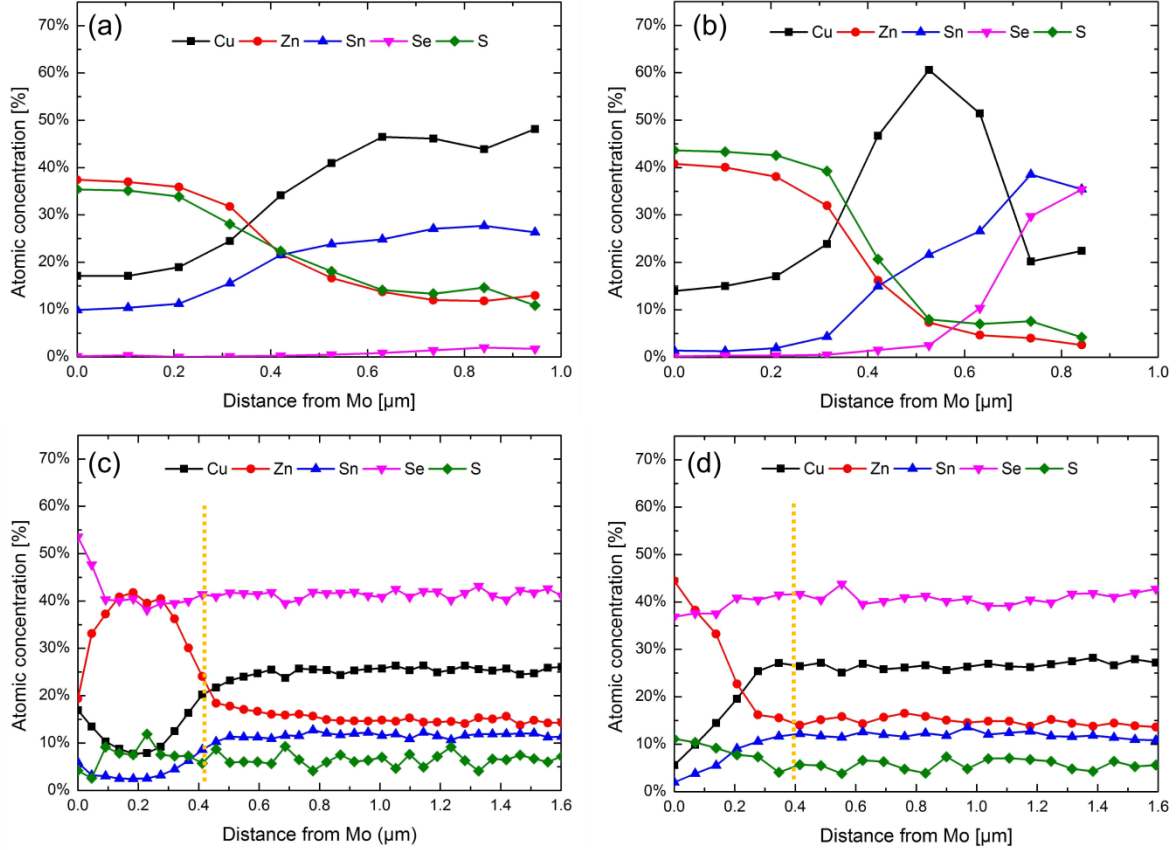 (a)
Cu Zn Sn Se S
Atomic concentration [%]
70%
60%
50%
40%
30%
20%
10%
0%
0.0 0.2 0.4 0.6 0.8 1.0
Distance from Mo [µm]
(b)
Cu Zn Sn Se S
Atomic concentration [%]
70%
60%
50%
40%
30%
20%
10%
0%
0.0 0.2 0.4 0.6 0.8 1.0
Distance from Mo [µm]
(c)
Cu Zn Sn Se S
Atomic concentration [%]
70%
60%
50%
40%
30%
20%
10%
0%
0.0 0.2 0.4 0.6 0.8 1.0 1.2 1.4 1.6
Distance from Mo (µm)
(d)
Cu Zn Sn Se S
Atomic concentration [%]
70%
60%
50%
40%
30%
20%
10%
0%
0.0 0.2 0.4 0.6 0.8 1.0 1.2 1.4 1.6
Distance from Mo [µm]